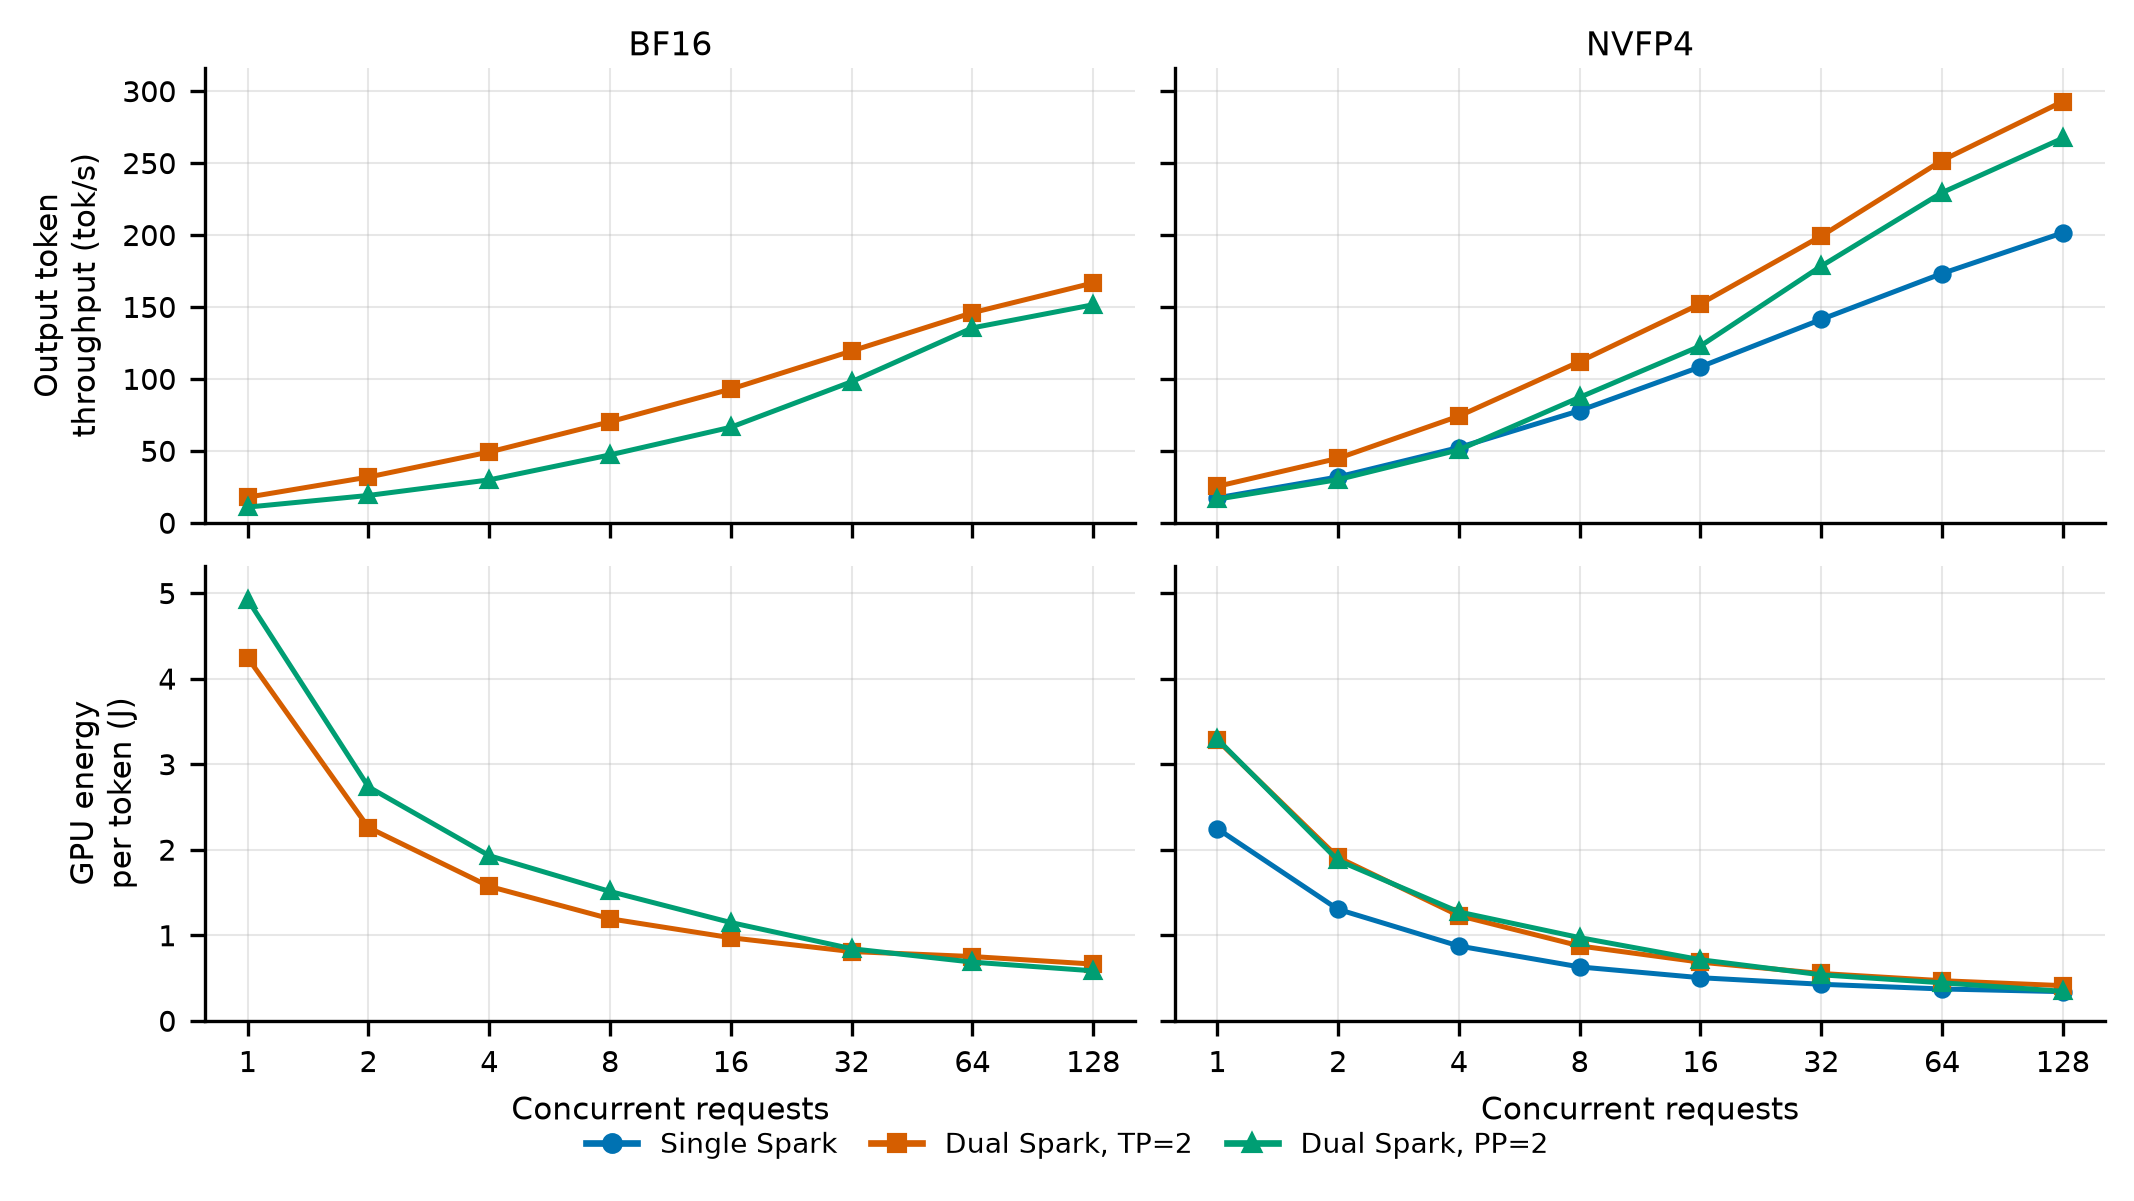 BF16
NVFP4
Output token
throughput (tok/s)
300
250
200
150
100
50
0
GPU energy
per token (J)
5
4
3
2
1
0
1 2 4 8 16 32 64 128
1 2 4 8 16 32 64 128
Concurrent requests
Concurrent requests
Single Spark
Dual Spark, TP=2
Dual Spark, PP=2